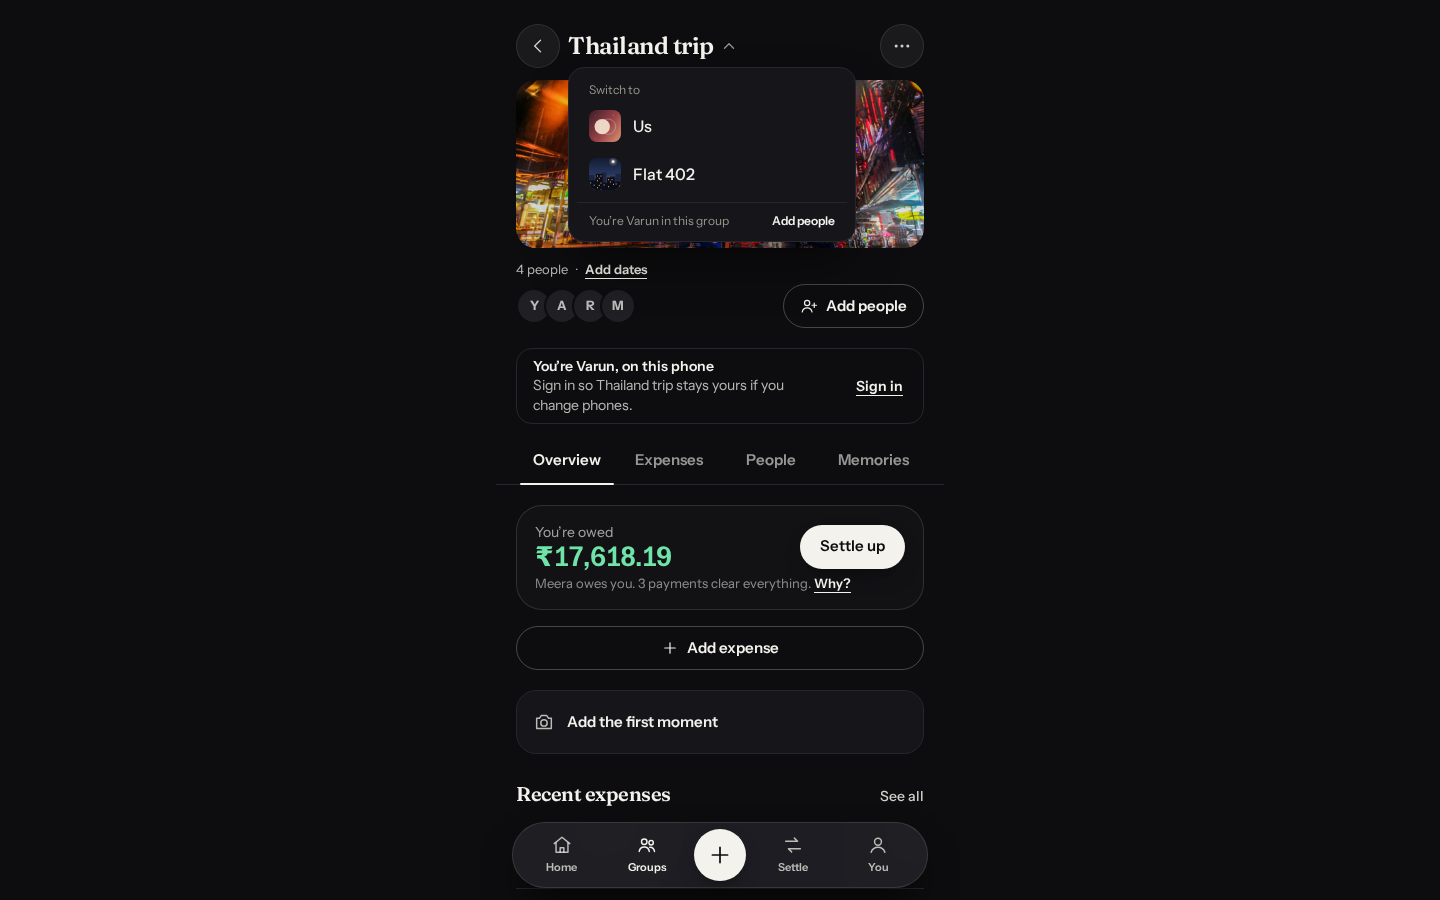 Thailand trip
Switch to
Us
Flat 402
You're Varun in this group Add people
4 people · Add dates
Y A R M
Add people
You're Varun, on this phone
Sign in so Thailand trip stays yours if you
change phones.
Sign in
Overview Expenses People Memories
You're owed
₹17,618.19
Settle up
Meera owes you. 3 payments clear everything. Why?
Add expense
Add the first moment
Recent expenses See all
Home Groups Settle You